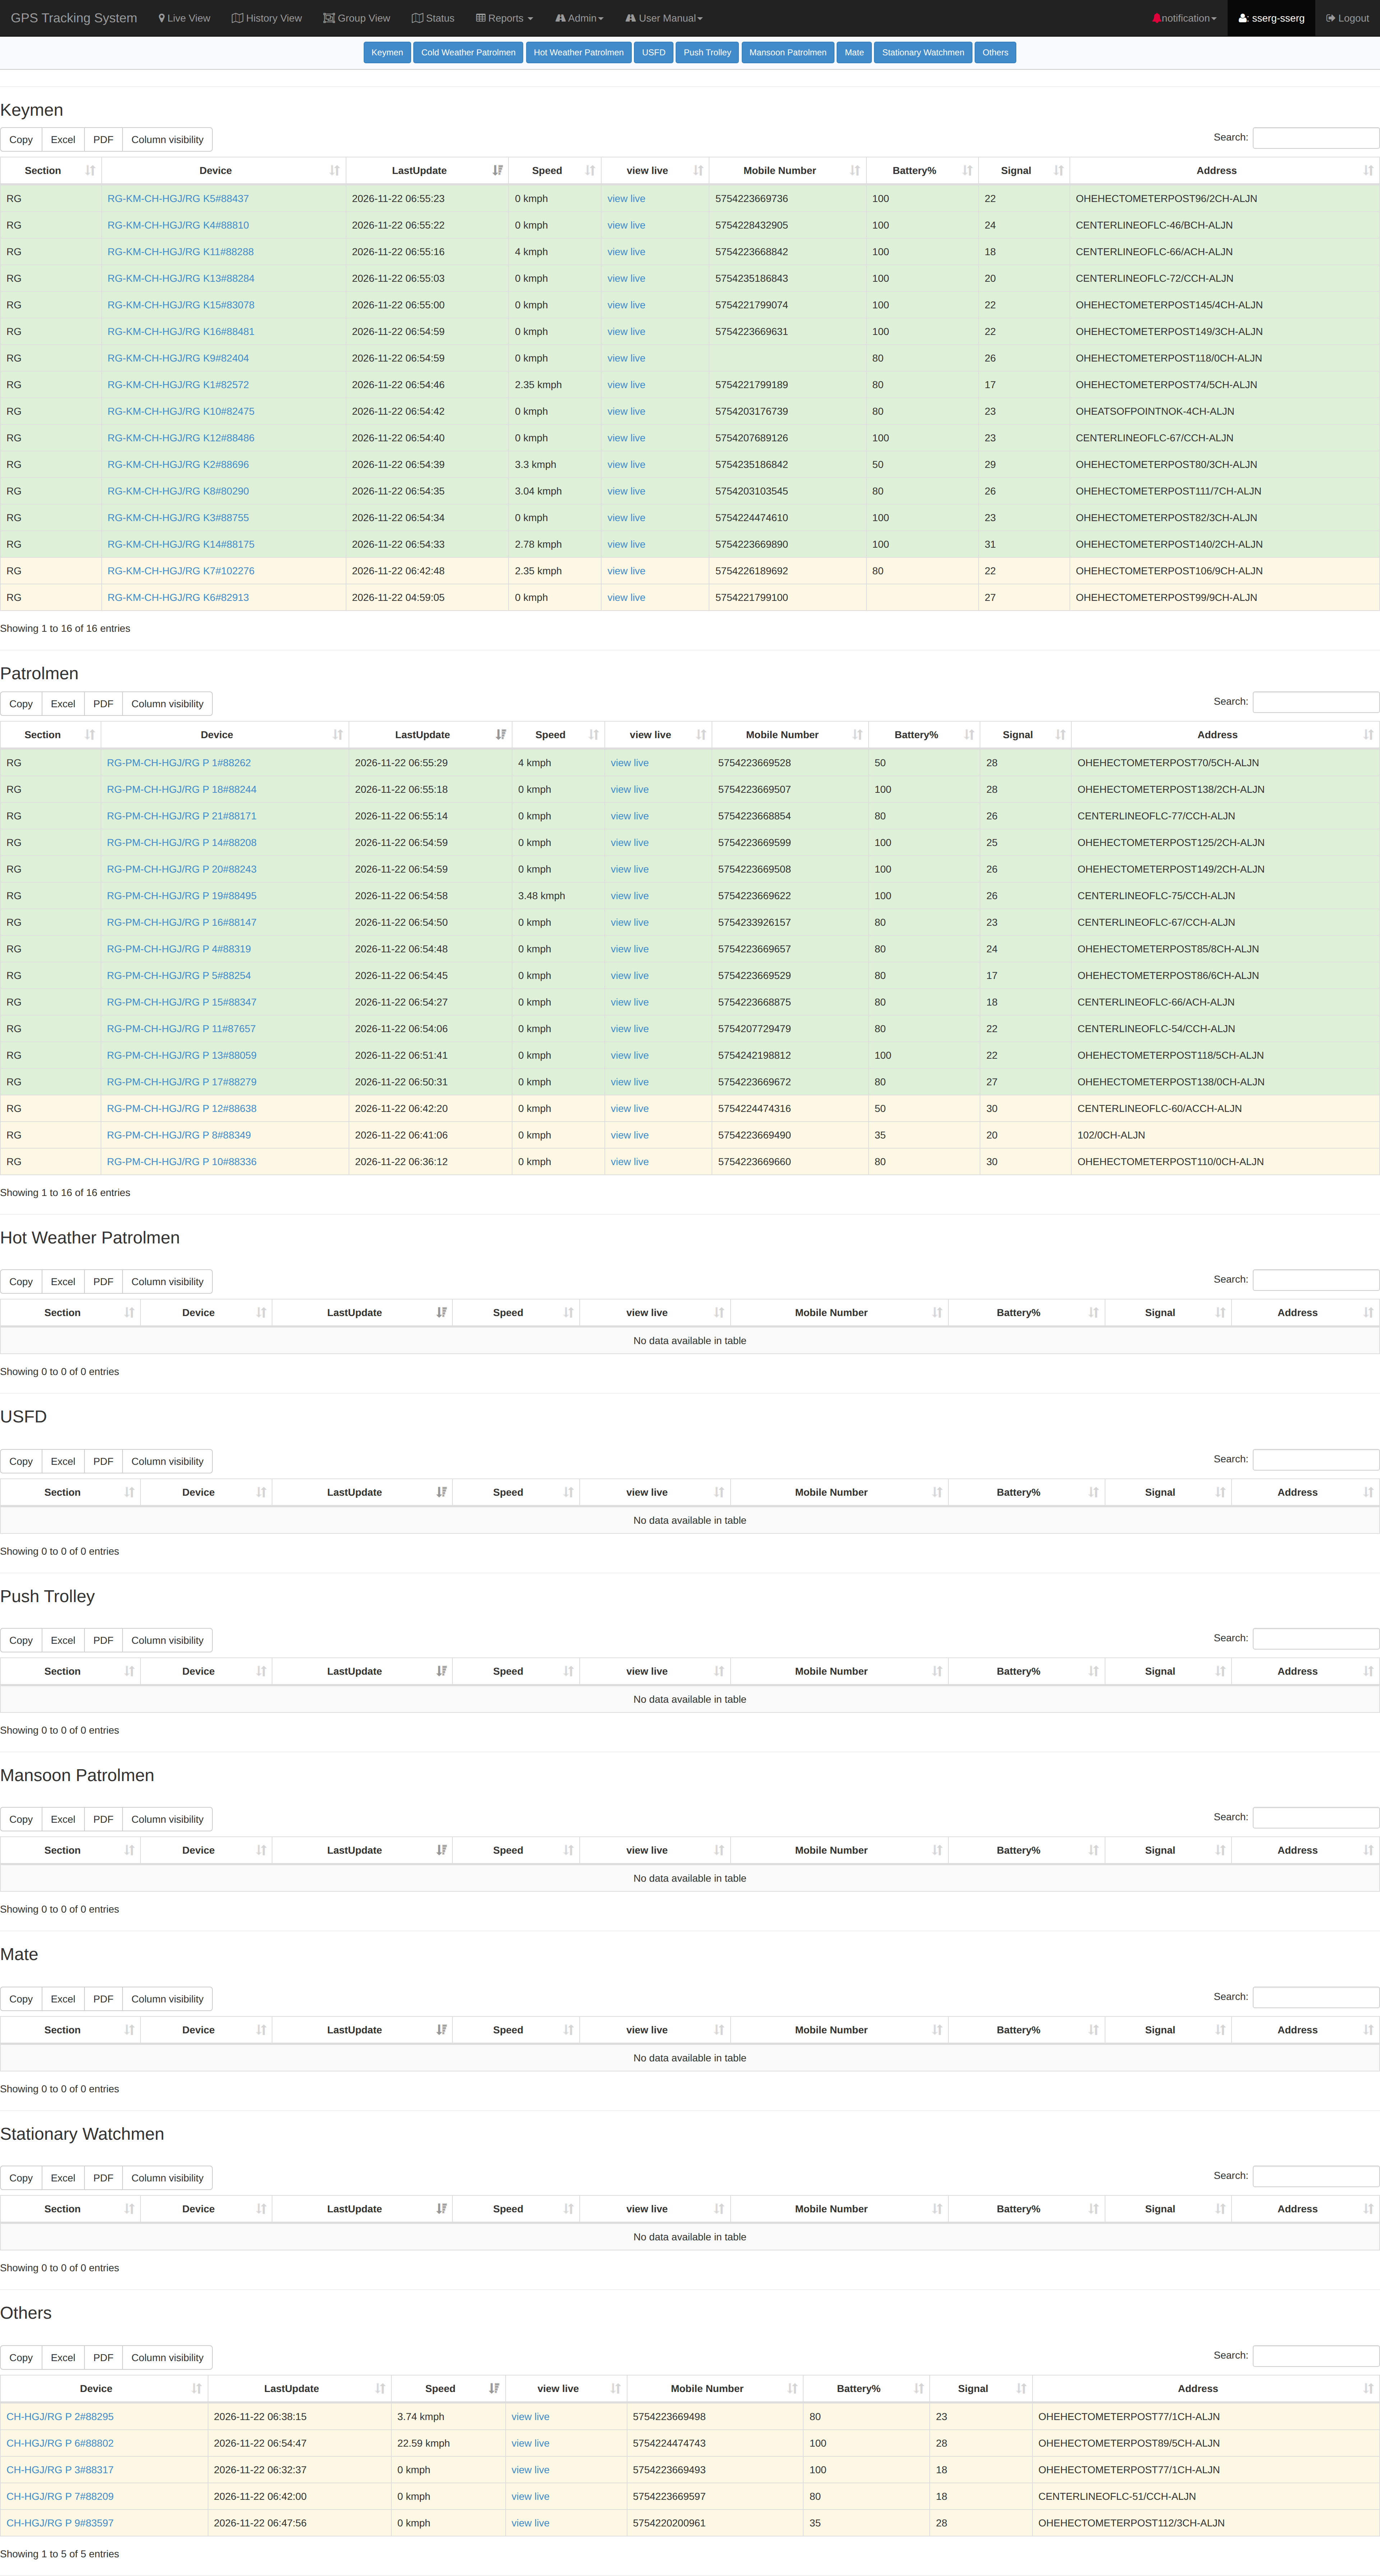 GPS Tracking System Live View History View Group View Status Reports Admin User Manual notification : sserg-sserg Logout
Keymen Cold Weather Patrolmen Hot Weather Patrolmen USFD Push Trolley Mansoon Patrolmen Mate Stationary Watchmen Others
Keymen
Copy Excel PDF Column visibility Search:
Section Device LastUpdate Speed view live Mobile Number Battery% Signal Address
RG RG-KM-CH-HGJ/RG K5#88437 2026-11-22 06:55:23 0 kmph view live 5754223669736 100 22 OHEHECTOMETERPOST96/2CH-ALJN
RG RG-KM-CH-HGJ/RG K4#88810 2026-11-22 06:55:22 0 kmph view live 5754228432905 100 24 CENTERLINEOFLC-46/BCH-ALJN
RG RG-KM-CH-HGJ/RG K11#88288 2026-11-22 06:55:16 4 kmph view live 5754223668842 100 18 CENTERLINEOFLC-66/ACH-ALJN
RG RG-KM-CH-HGJ/RG K13#88284 2026-11-22 06:55:03 0 kmph view live 5754235186843 100 20 CENTERLINEOFLC-72/CCH-ALJN
RG RG-KM-CH-HGJ/RG K15#83078 2026-11-22 06:55:00 0 kmph view live 5754221799074 100 22 OHEHECTOMETERPOST145/4CH-ALJN
RG RG-KM-CH-HGJ/RG K16#88481 2026-11-22 06:54:59 0 kmph view live 5754223669631 100 22 OHEHECTOMETERPOST149/3CH-ALJN
RG RG-KM-CH-HGJ/RG K9#82404 2026-11-22 06:54:59 0 kmph view live 80 26 OHEHECTOMETERPOST118/0CH-ALJN
RG RG-KM-CH-HGJ/RG K1#82572 2026-11-22 06:54:46 2.35 kmph view live 5754221799189 80 17 OHEHECTOMETERPOST74/5CH-ALJN
RG RG-KM-CH-HGJ/RG K10#82475 2026-11-22 06:54:42 0 kmph view live 5754203176739 80 23 OHEATSOFPOINTNOK-4CH-ALJN
RG RG-KM-CH-HGJ/RG K12#88486 2026-11-22 06:54:40 0 kmph view live 5754207689126 100 23 CENTERLINEOFLC-67/CCH-ALJN
RG RG-KM-CH-HGJ/RG K2#88696 2026-11-22 06:54:39 3.3 kmph view live 5754235186842 50 29 OHEHECTOMETERPOST80/3CH-ALJN
RG RG-KM-CH-HGJ/RG K8#80290 2026-11-22 06:54:35 3.04 kmph view live 5754203103545 80 26 OHEHECTOMETERPOST111/7CH-ALJN
RG RG-KM-CH-HGJ/RG K3#88755 2026-11-22 06:54:34 0 kmph view live 5754224474610 100 23 OHEHECTOMETERPOST82/3CH-ALJN
RG RG-KM-CH-HGJ/RG K14#88175 2026-11-22 06:54:33 2.78 kmph view live 5754223669890 100 31 OHEHECTOMETERPOST140/2CH-ALJN
RG RG-KM-CH-HGJ/RG K7#102276 2026-11-22 06:42:48 2.35 kmph view live 5754226189692 80 22 OHEHECTOMETERPOST106/9CH-ALJN
RG RG-KM-CH-HGJ/RG K6#82913 2026-11-22 04:59:05 0 kmph view live 5754221799100 27 OHEHECTOMETERPOST99/9CH-ALJN
Showing 1 to 16 of 16 entries
Patrolmen
Copy Excel PDF Column visibility Search:
Section Device LastUpdate Speed view live Mobile Number Battery% Signal Address
RG RG-PM-CH-HGJ/RG P 1#88262 2026-11-22 06:55:29 4 kmph view live 5754223669528 50 28 OHEHECTOMETERPOST70/5CH-ALJN
RG RG-PM-CH-HGJ/RG P 18#88244 2026-11-22 06:55:18 0 kmph view live 5754223669507 100 28 OHEHECTOMETERPOST138/2CH-ALJN
RG RG-PM-CH-HGJ/RG P 21#88171 2026-11-22 06:55:14 0 kmph view live 5754223668854 80 26 CENTERLINEOFLC-77/CCH-ALJN
RG RG-PM-CH-HGJ/RG P 14#88208 2026-11-22 06:54:59 0 kmph view live 5754223669599 100 25 OHEHECTOMETERPOST125/2CH-ALJN
RG RG-PM-CH-HGJ/RG P 20#88243 2026-11-22 06:54:59 0 kmph view live 5754223669508 100 26 OHEHECTOMETERPOST149/2CH-ALJN
RG RG-PM-CH-HGJ/RG P 19#88495 2026-11-22 06:54:58 3.48 kmph view live 5754223669622 100 26 CENTERLINEOFLC-75/CCH-ALJN
RG RG-PM-CH-HGJ/RG P 16#88147 2026-11-22 06:54:50 0 kmph view live 5754233926157 80 23 CENTERLINEOFLC-67/CCH-ALJN
RG RG-PM-CH-HGJ/RG P 4#88319 2026-11-22 06:54:48 0 kmph view live 5754223669657 80 24 OHEHECTOMETERPOST85/8CH-ALJN
RG RG-PM-CH-HGJ/RG P 5#88254 2026-11-22 06:54:45 0 kmph view live 5754223669529 80 17 OHEHECTOMETERPOST86/6CH-ALJN
RG RG-PM-CH-HGJ/RG P 15#88347 2026-11-22 06:54:27 0 kmph view live 5754223668875 80 18 CENTERLINEOFLC-66/ACH-ALJN
RG RG-PM-CH-HGJ/RG P 11#87657 2026-11-22 06:54:06 0 kmph view live 5754207729479 80 22 CENTERLINEOFLC-54/CCH-ALJN
RG RG-PM-CH-HGJ/RG P 13#88059 2026-11-22 06:51:41 0 kmph view live 5754242198812 100 22 OHEHECTOMETERPOST118/5CH-ALJN
RG RG-PM-CH-HGJ/RG P 17#88279 2026-11-22 06:50:31 0 kmph view live 5754223669672 80 27 OHEHECTOMETERPOST138/0CH-ALJN
RG RG-PM-CH-HGJ/RG P 12#88638 2026-11-22 06:42:20 0 kmph view live 5754224474316 50 30 CENTERLINEOFLC-60/ACCH-ALJN
RG RG-PM-CH-HGJ/RG P 8#88349 2026-11-22 06:41:06 0 kmph view live 5754223669490 35 20 102/0CH-ALJN
RG RG-PM-CH-HGJ/RG P 10#88336 2026-11-22 06:36:12 0 kmph view live 5754223669660 80 30 OHEHECTOMETERPOST110/0CH-ALJN
Showing 1 to 16 of 16 entries
Hot Weather Patrolmen
Copy Excel PDF Column visibility Search:
Section Device LastUpdate Speed view live Mobile Number Battery% Signal Address
No data available in table
Showing 0 to 0 of 0 entries
USFD
Copy Excel PDF Column visibility Search:
Section Device LastUpdate Speed view live Mobile Number Battery% Signal Address
No data available in table
Showing 0 to 0 of 0 entries
Push Trolley
Copy Excel PDF Column visibility Search:
Section Device LastUpdate Speed view live Mobile Number Battery% Signal Address
No data available in table
Showing 0 to 0 of 0 entries
Mansoon Patrolmen
Copy Excel PDF Column visibility Search:
Section Device LastUpdate Speed view live Mobile Number Battery% Signal Address
No data available in table
Showing 0 to 0 of 0 entries
Mate
Copy Excel PDF Column visibility Search:
Section Device LastUpdate Speed view live Mobile Number Battery% Signal Address
No data available in table
Showing 0 to 0 of 0 entries
Stationary Watchmen
Copy Excel PDF Column visibility Search:
Section Device LastUpdate Speed view live Mobile Number Battery% Signal Address
No data available in table
Showing 0 to 0 of 0 entries
Others
Copy Excel PDF Column visibility Search:
Device LastUpdate Speed view live Mobile Number Battery% Signal Address
CH-HGJ/RG P 2#88295 2026-11-22 06:38:15 3.74 kmph view live 5754223669498 80 23 OHEHECTOMETERPOST77/1CH-ALJN
CH-HGJ/RG P 6#88802 2026-11-22 06:54:47 22.59 kmph view live 5754224474743 100 28 OHEHECTOMETERPOST89/5CH-ALJN
CH-HGJ/RG P 3#88317 2026-11-22 06:32:37 0 kmph view live 5754223669493 100 18 OHEHECTOMETERPOST77/1CH-ALJN
CH-HGJ/RG P 7#88209 2026-11-22 06:42:00 0 kmph view live 5754223669597 80 18 CENTERLINEOFLC-51/CCH-ALJN
CH-HGJ/RG P 9#83597 2026-11-22 06:47:56 0 kmph view live 5754220200961 35 28 OHEHECTOMETERPOST112/3CH-ALJN
Showing 1 to 5 of 5 entries